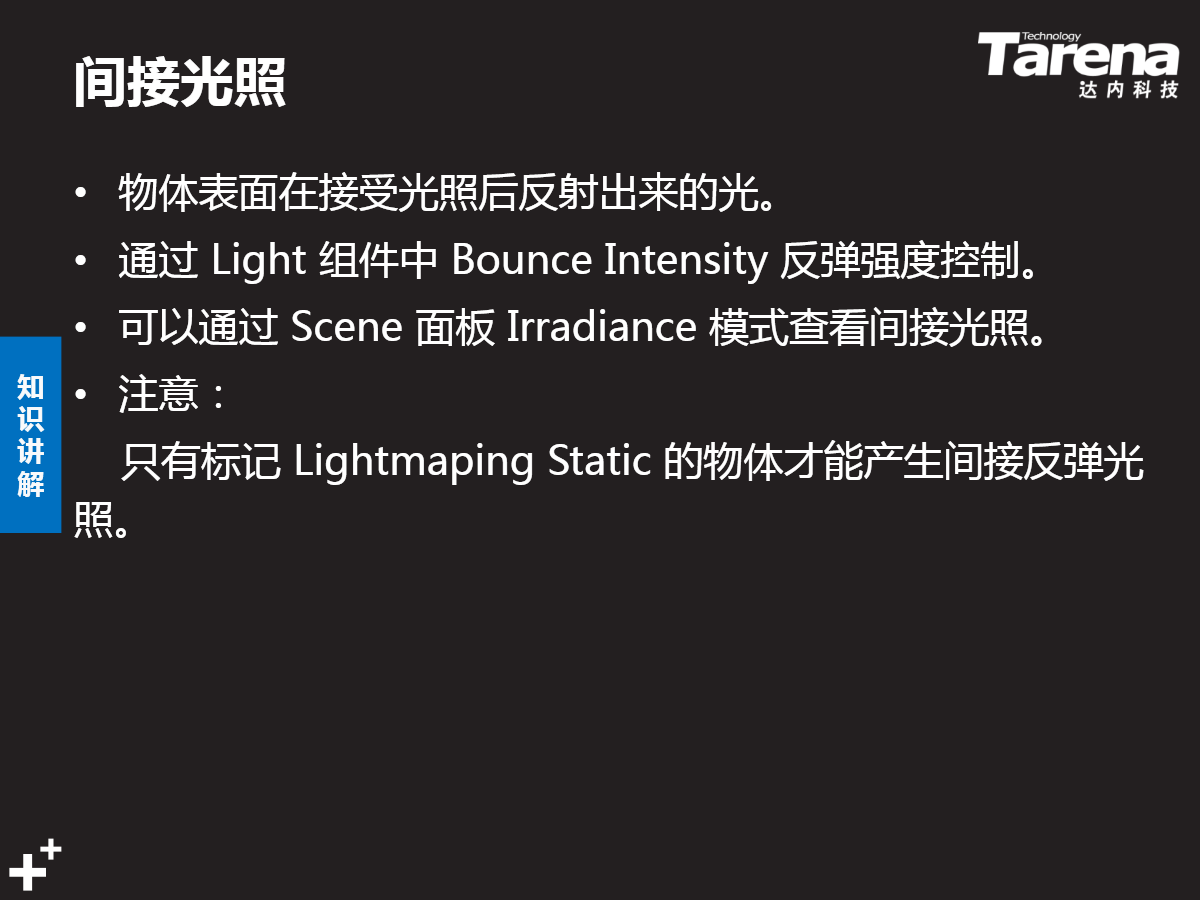 间接光照
Technology
Tarena
达内科技
• 物体表面在接受光照后反射出来的光。
• 通过 Light 组件中 Bounce Intensity 反弹强度控制。
• 可以通过 Scene 面板 Irradiance 模式查看间接光照。
• 注意：
只有标记 Lightmaping Static 的物体才能产生间接反弹光
照。
知
识
讲
解